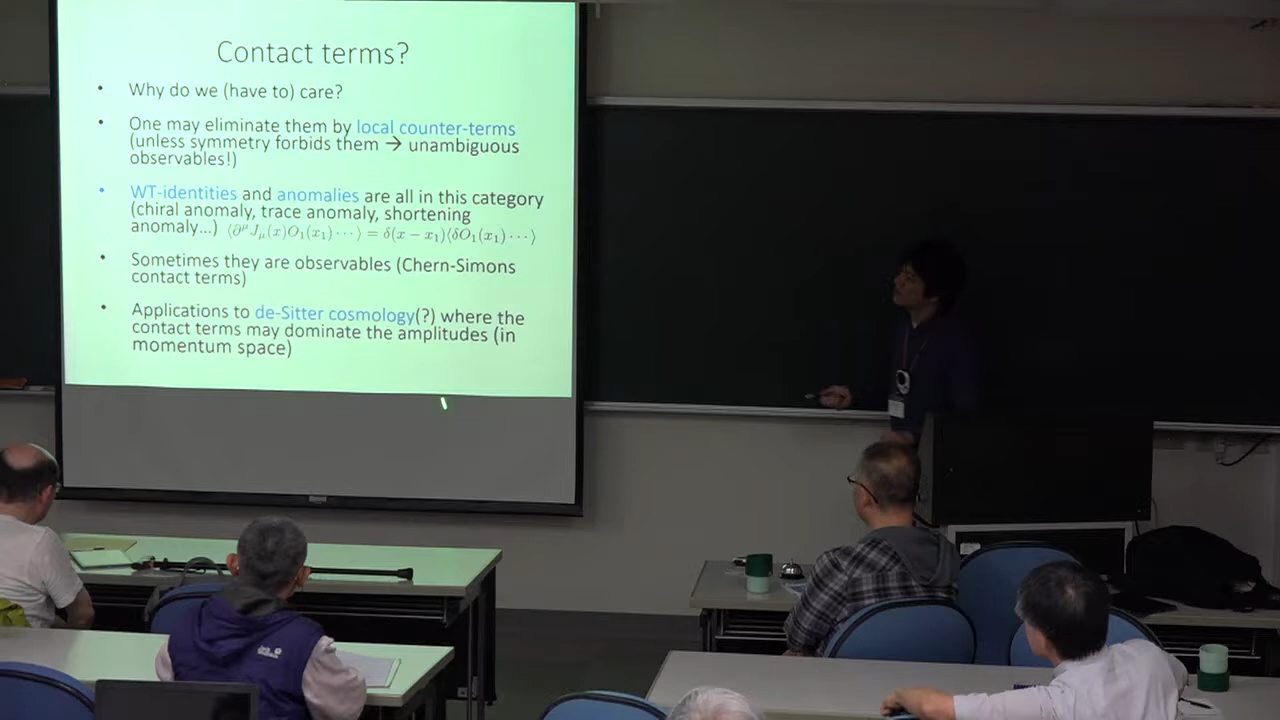 Contact terms?
• Why do we (have to) care?
• One may eliminate them by local counter-terms
(unless symmetry forbids them → unambiguous
observables!)
• WT-identities and anomalies are all in this category
(chiral anomaly, trace anomaly, shortening
anomaly...) ⟨∂^μ J_μ(x)O_1(x_1)···⟩ = δ(x − x_1)⟨δO_1(x_1)···⟩
• Sometimes they are observables (Chern-Simons
contact terms)
• Applications to de-Sitter cosmology(?) where the
contact terms may dominate the amplitudes (in
momentum space)